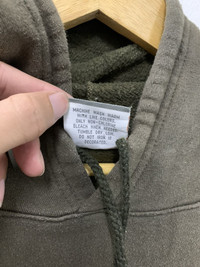 MACHINE WASH WARM
WITH LIKE COLORS.
ONLY NON-CHLORINE
BLEACH WHEN NEEDED.
TUMBLE DRY LOW.
DO NOT IRON IF
DECORATED.